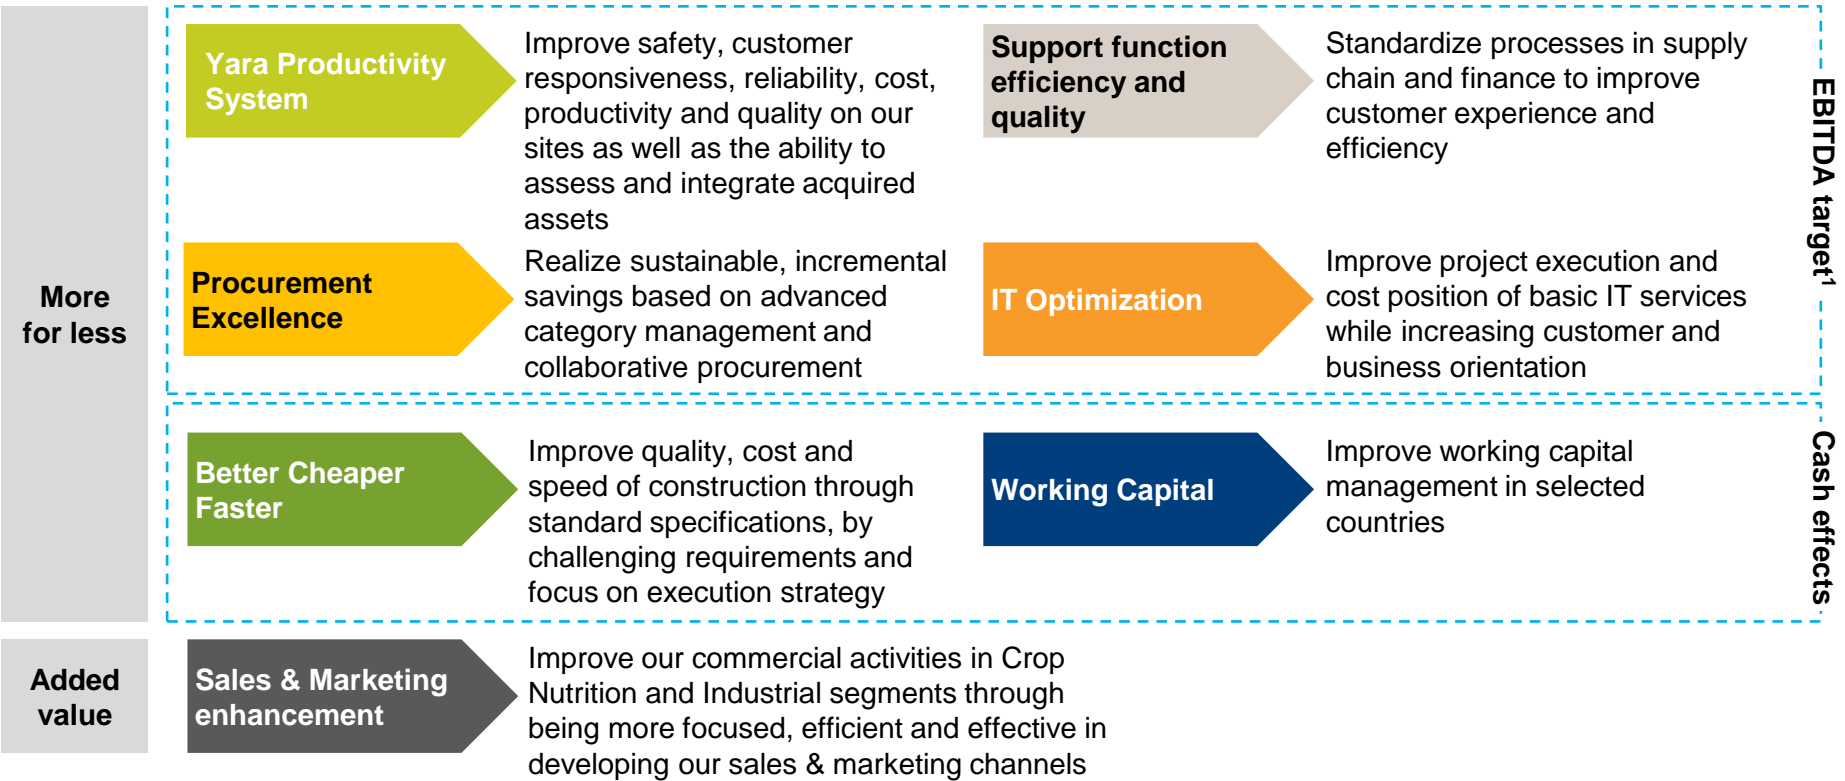 More
for less
Yara Productivity
System
Improve safety, customer
responsiveness, reliability, cost,
productivity and quality on our
sites as well as the ability to
assess and integrate acquired
assets
Support function
efficiency and
quality
Standardize processes in supply
chain and finance to improve
customer experience and
efficiency
Procurement
Excellence
Realize sustainable, incremental
savings based on advanced
category management and
collaborative procurement
IT Optimization
Improve project execution and
cost position of basic IT services
while increasing customer and
business orientation
EBITDA target¹
Better Cheaper
Faster
Improve quality, cost and
speed of construction through
standard specifications, by
challenging requirements and
focus on execution strategy
Working Capital
Improve working capital
management in selected
countries
Cash effects
Added
value
Sales & Marketing
enhancement
Improve our commercial activities in Crop
Nutrition and Industrial segments through
being more focused, efficient and effective in
developing our sales & marketing channels